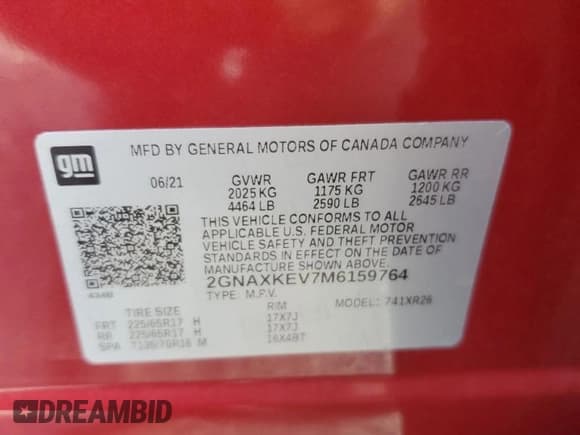 gm
MFD BY GENERAL MOTORS OF CANADA COMPANY
06/21 GVWR GAWR FRT GAWR RR
2025 KG 1175 KG 1200 KG
4464 LB 2590 LB 2645 LB
THIS VEHICLE CONFORMS TO ALL
APPLICABLE U.S. FEDERAL MOTOR
VEHICLE SAFETY AND THEFT PREVENTION
STANDARDS IN EFFECT ON THE DATE OF
MANUFACTURE SHOWN ABOVE.
2GNAXKEV7M6159764
TYPE: M.P.V. MODEL: 741XR26
TIRE SIZE RIM
FRT 225/65R17 H 17X7J
RR 225/65R17 H 17X7J
SPA T135/70R16 M 16X4BT
DREAMBID